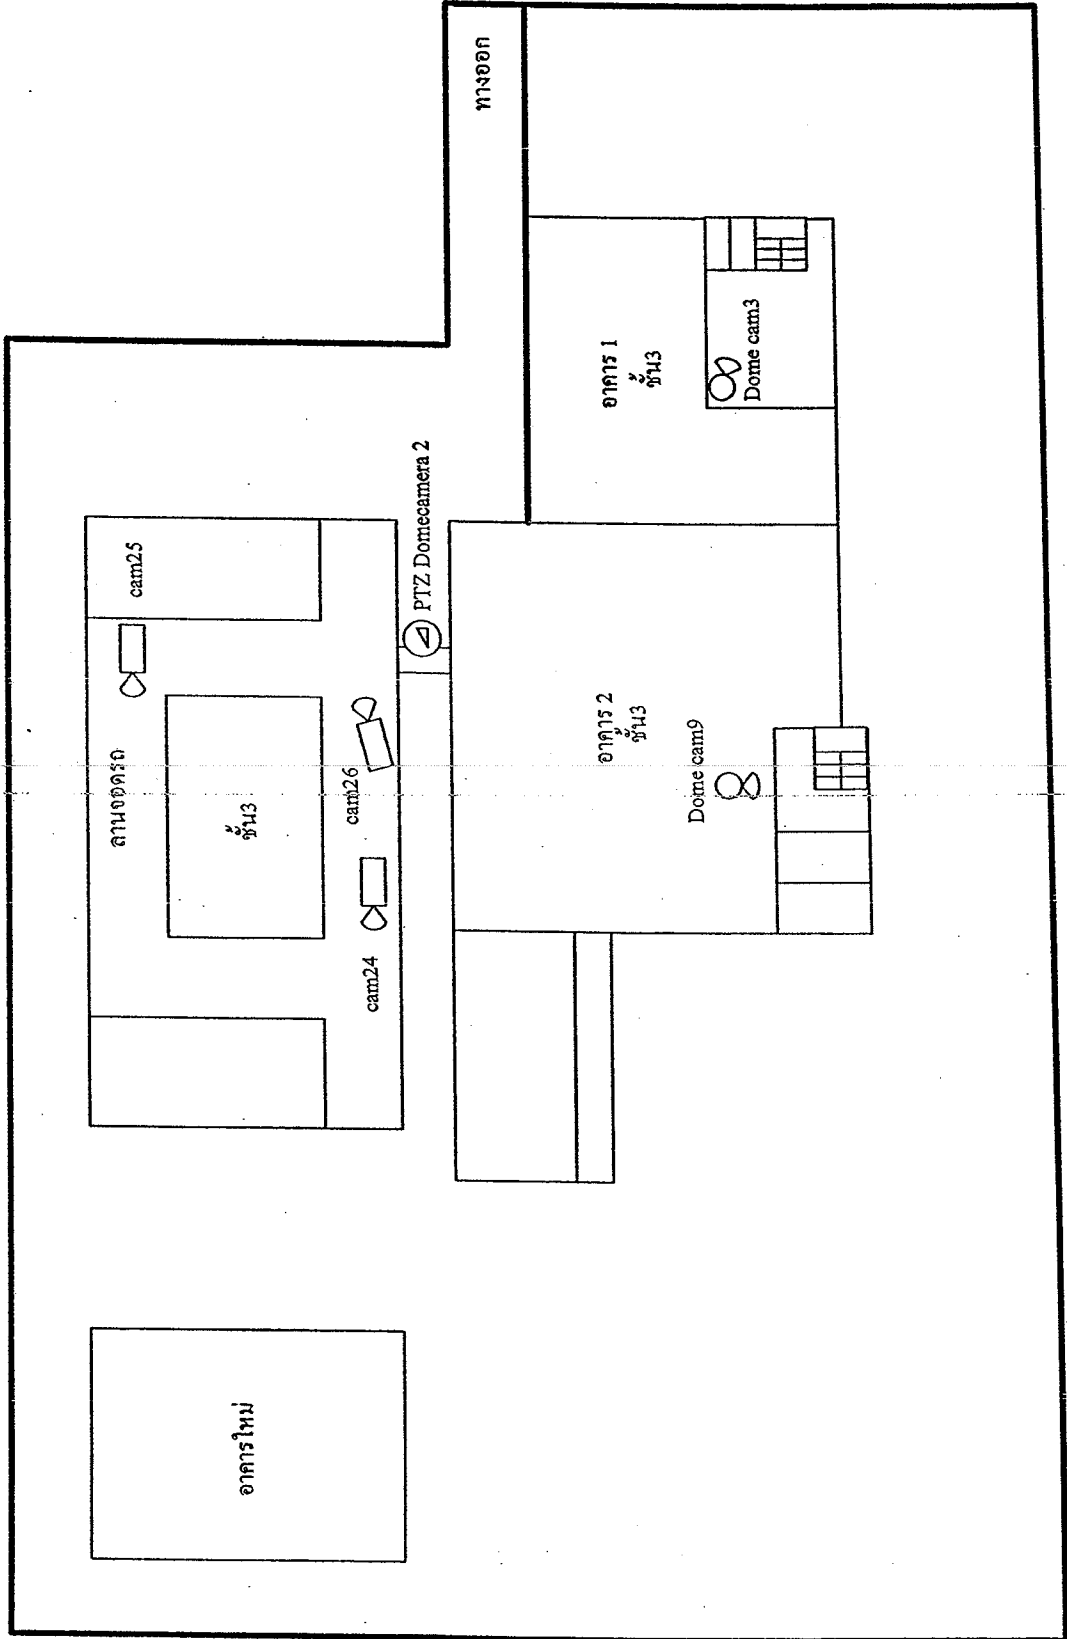 อาคารใหม่
ลานจอดรถ
ชั้น3
cam25
cam26
cam24
PTZ Domecamera 2
ทางออก
อาคาร 2
ชั้น3
Dome cam9
อาคาร 1
ชั้น3
Dome cam3